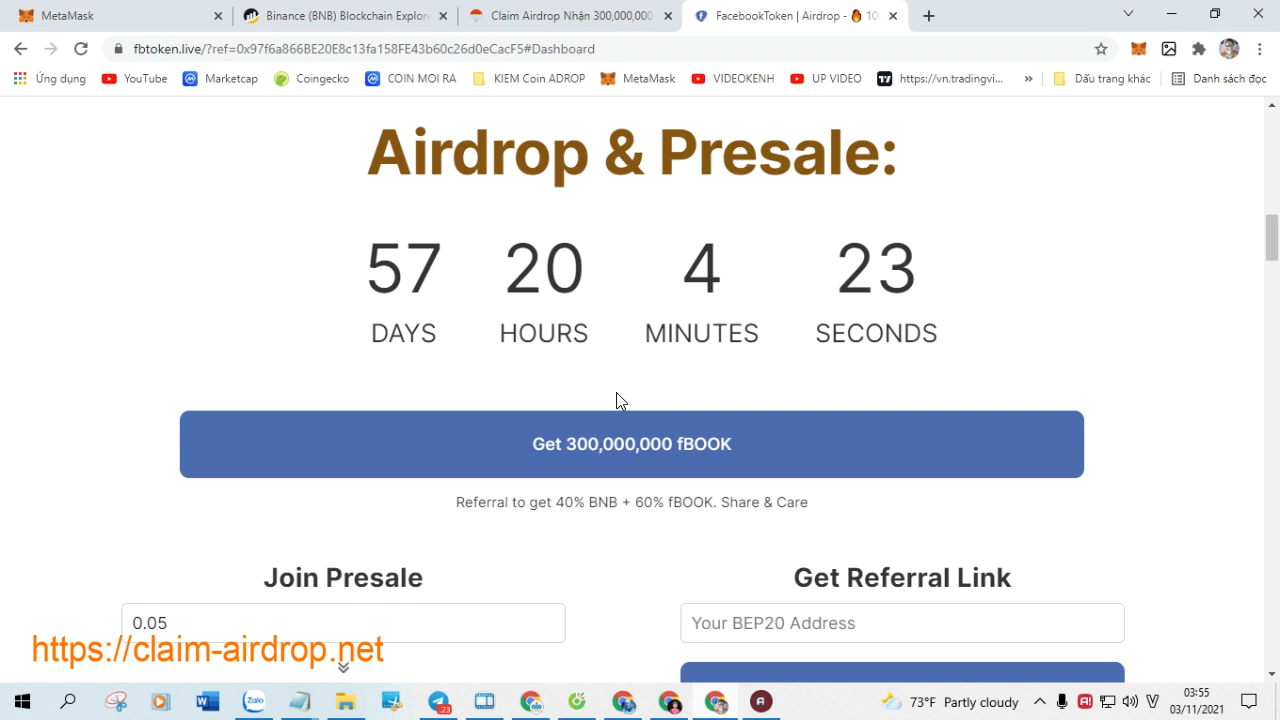 MetaMask
Binance (BNB) Blockchain Explore
Claim Airdrop Nhận 300,000,000
FacebookToken | Airdrop - 🔥 10
fbtoken.live/?ref=0x97f6a866BE20E8c13fa158FE43b60c26d0eCacF5#Dashboard
Ứng dụng
YouTube
Marketcap
Coingecko
COIN MOI RA
KIEM Coin ADROP
MetaMask
VIDEOKENH
UP VIDEO
https://vn.tradingvi...
»
Dấu trang khác
Danh sách đọc
Airdrop & Presale:
57 20 4 23
DAYS HOURS MINUTES SECONDS
Get 300,000,000 fBOOK
Referral to get 40% BNB + 60% fBOOK. Share & Care
Join Presale
Get Referral Link
0.05
Your BEP20 Address
https://claim-airdrop.net
Zalo
23
73°F Partly cloudy
03:55
03/11/2021